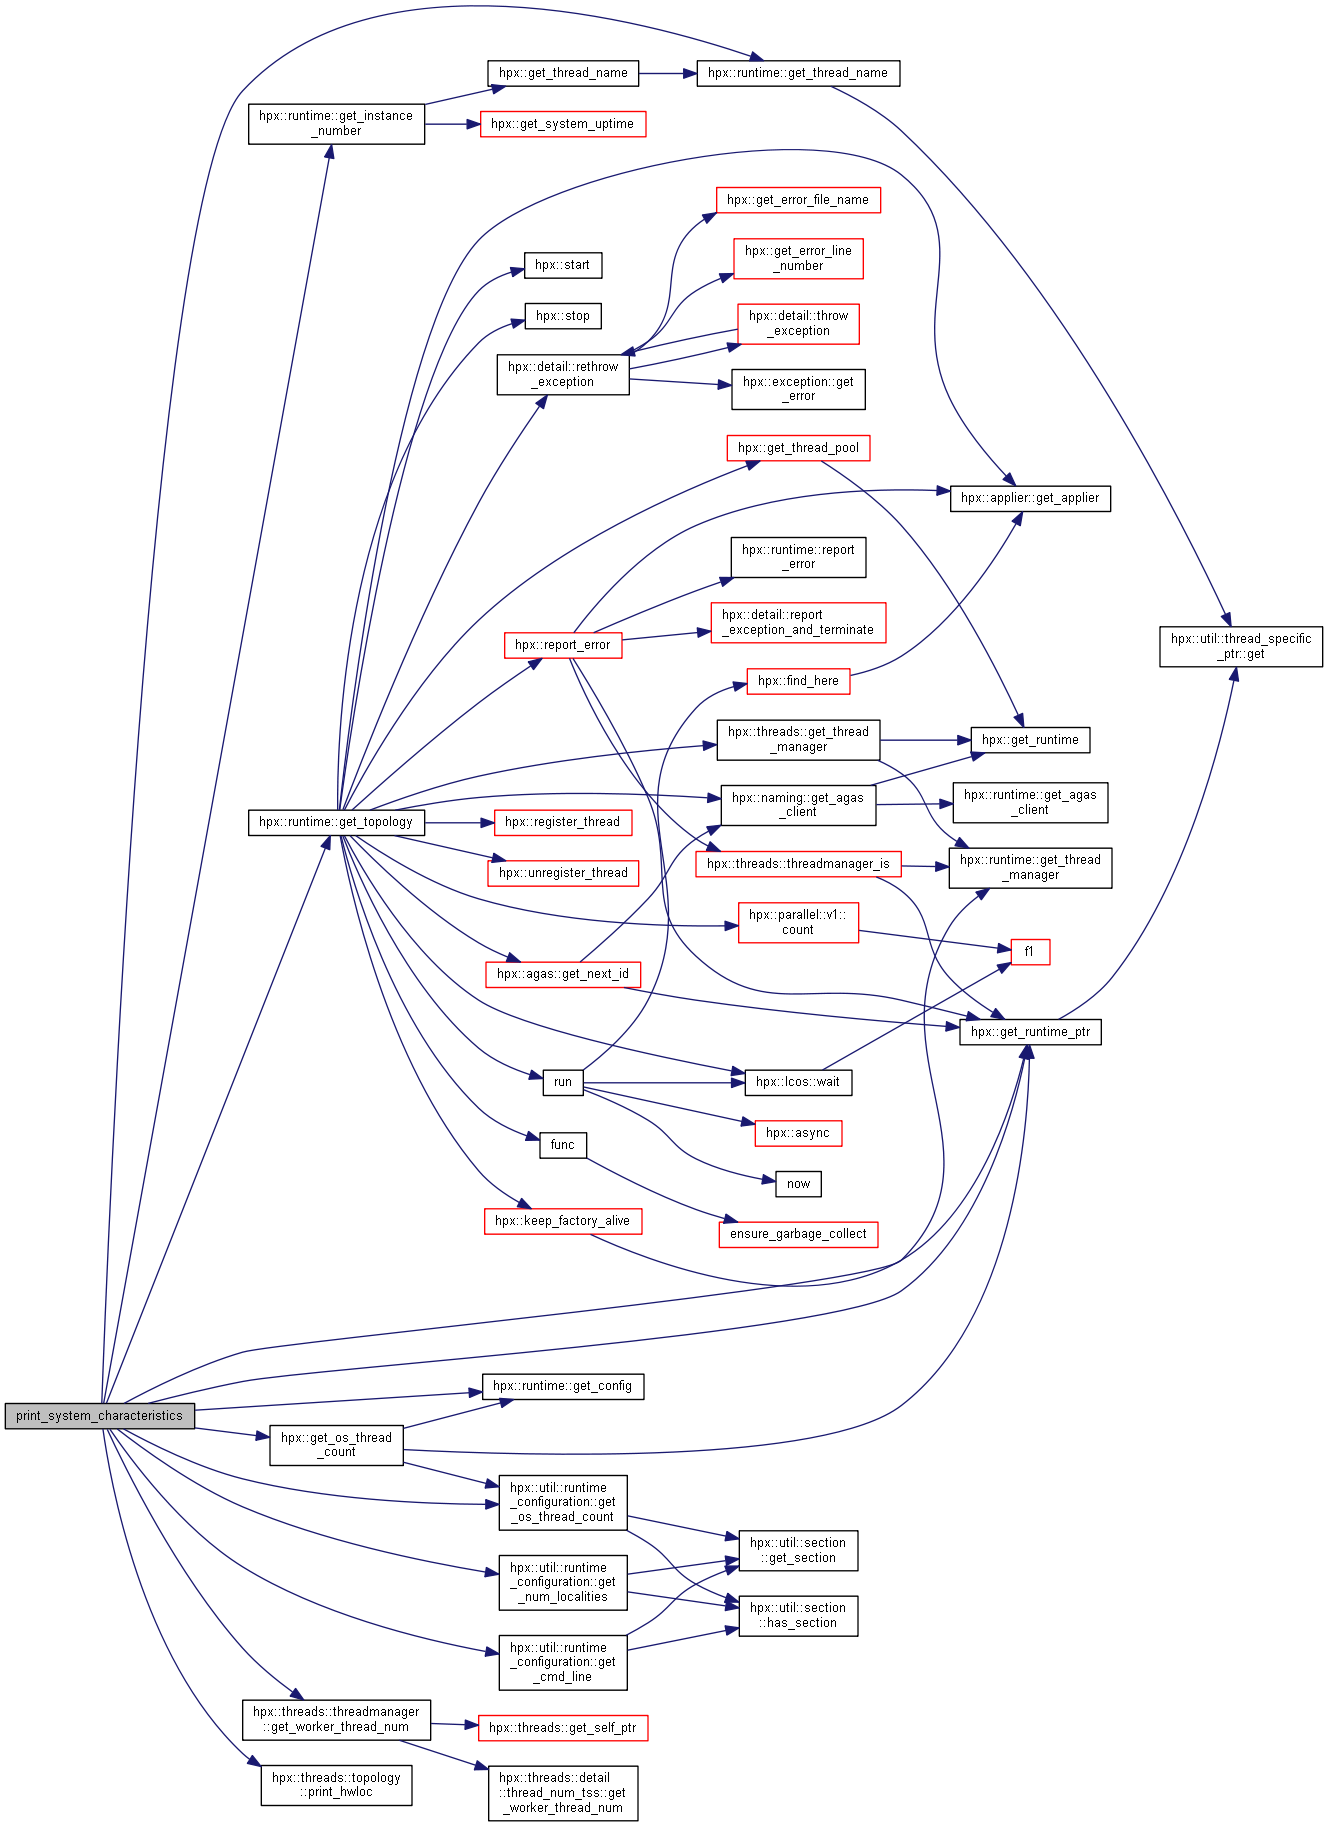 hpx::get_thread_name
hpx::runtime::get_thread_name
hpx::runtime::get_instance
_number
hpx::get_system_uptime
hpx::get_error_file_name
hpx::get_error_line
_number
hpx::start
hpx::stop
hpx::detail::throw
_exception
hpx::detail::rethrow
_exception
hpx::exception::get
_error
hpx::get_thread_pool
hpx::applier::get_applier
hpx::runtime::report
_error
hpx::detail::report
_exception_and_terminate
hpx::report_error
hpx::util::thread_specific
_ptr::get
hpx::find_here
hpx::threads::get_thread
_manager
hpx::get_runtime
hpx::naming::get_agas
_client
hpx::runtime::get_agas
_client
hpx::runtime::get_topology
hpx::register_thread
hpx::unregister_thread
hpx::threads::threadmanager_is
hpx::runtime::get_thread
_manager
hpx::parallel::v1::
count
f1
hpx::agas::get_next_id
hpx::get_runtime_ptr
run
hpx::lcos::wait
hpx::async
func
now
hpx::keep_factory_alive
ensure_garbage_collect
print_system_characteristics
hpx::runtime::get_config
hpx::get_os_thread
_count
hpx::util::runtime
_configuration::get
_os_thread_count
hpx::util::section
::get_section
hpx::util::runtime
_configuration::get
_num_localities
hpx::util::section
::has_section
hpx::util::runtime
_configuration::get
_cmd_line
hpx::threads::threadmanager
::get_worker_thread_num
hpx::threads::get_self_ptr
hpx::threads::topology
::print_hwloc
hpx::threads::detail
::thread_num_tss::get
_worker_thread_num